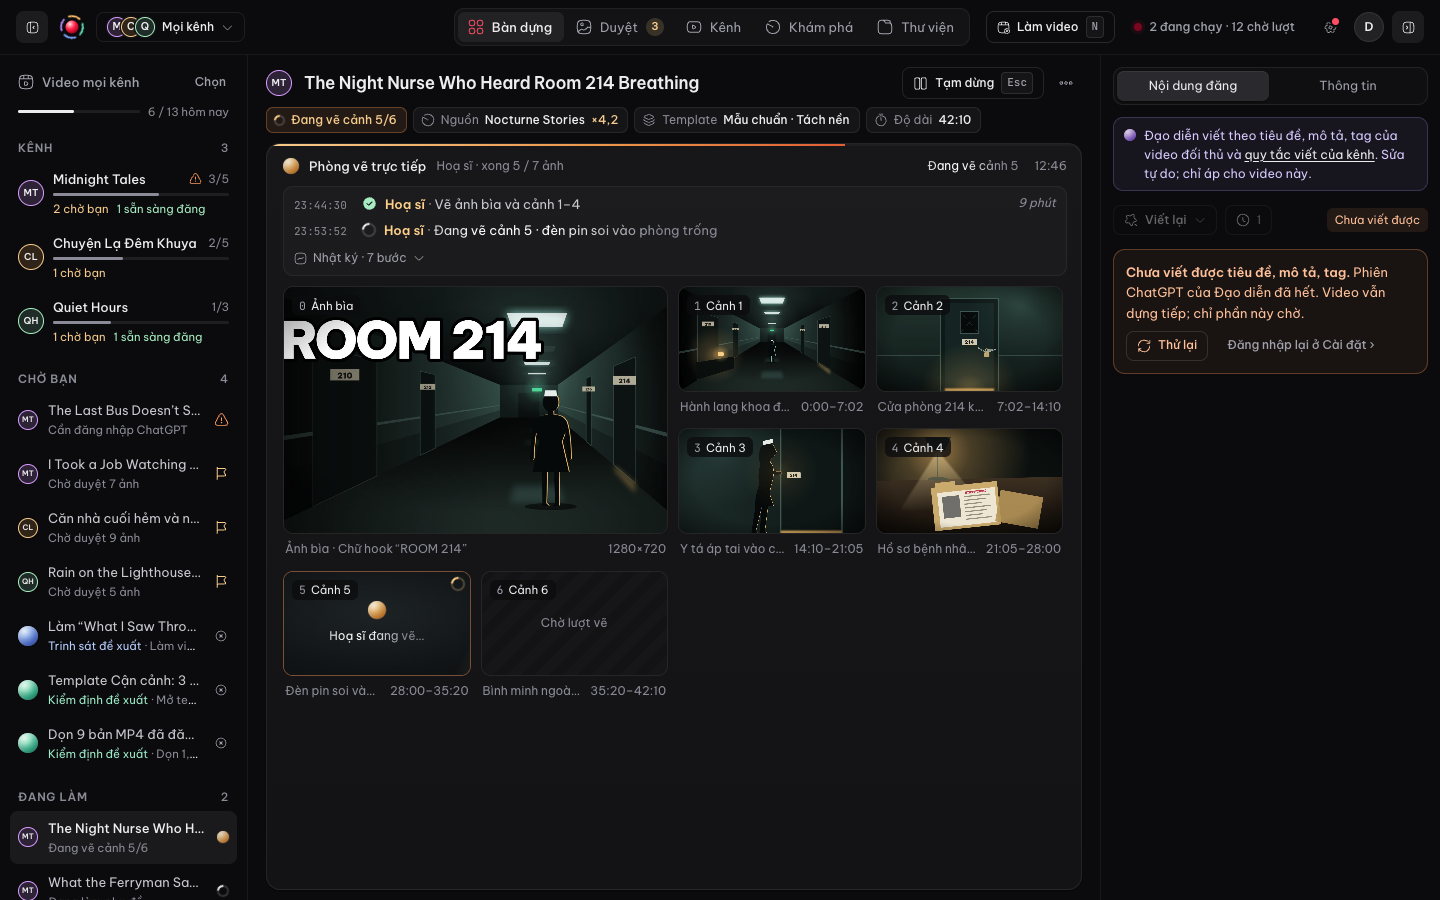 M C Q Mọi kênh
Bàn dựng
Duyệt 3
Kênh
Khám phá
Thư viện
Làm video N
2 đang chạy · 12 chờ lượt
D
Video mọi kênh Chọn
6 / 13 hôm nay
KÊNH 3
MT Midnight Tales 3/5
2 chờ bạn 1 sẵn sàng đăng
CL Chuyện Lạ Đêm Khuya 2/5
1 chờ bạn
QH Quiet Hours 1/3
1 chờ bạn 1 sẵn sàng đăng
CHỜ BẠN 4
MT The Last Bus Doesn't S...
Cần đăng nhập ChatGPT
MT I Took a Job Watching ...
Chờ duyệt 7 ảnh
CL Căn nhà cuối hẻm và n...
Chờ duyệt 9 ảnh
QH Rain on the Lighthouse...
Chờ duyệt 5 ảnh
Làm “What I Saw Thro...
Trinh sát đề xuất · Làm vi...
Template Cận cảnh: 3 ...
Kiểm định đề xuất · Mở te...
Dọn 9 bản MP4 đã đă...
Kiểm định đề xuất · Dọn 1,...
ĐANG LÀM 2
MT The Night Nurse Who H...
Đang vẽ cảnh 5/6
MT What the Ferryman Sa...
MT The Night Nurse Who Heard Room 214 Breathing
Tạm dừng Esc
Đang vẽ cảnh 5/6
Nguồn Nocturne Stories ×4,2
Template Mẫu chuẩn · Tách nền
Độ dài 42:10
Phòng vẽ trực tiếp Hoạ sĩ · xong 5 / 7 ảnh Đang vẽ cảnh 5 12:46
23:44:30 Hoạ sĩ · Vẽ ảnh bìa và cảnh 1–4 9 phút
23:53:52 Hoạ sĩ · Đang vẽ cảnh 5 · đèn pin soi vào phòng trống
Nhật ký · 7 bước
0 Ảnh bìa
ROOM 214
210
214
Ảnh bìa · Chữ hook “ROOM 214” 1280×720
1 Cảnh 1
Hành lang khoa đ... 0:00–7:02
2 Cảnh 2
214
Cửa phòng 214 k... 7:02–14:10
3 Cảnh 3
214
Y tá áp tai vào c... 14:10–21:05
4 Cảnh 4
Hồ sơ bệnh nhâ... 21:05–28:00
5 Cảnh 5
Hoạ sĩ đang vẽ...
Đèn pin soi và... 28:00–35:20
6 Cảnh 6
Chờ lượt vẽ
Bình minh ngoà... 35:20–42:10
Nội dung đăng
Thông tin
Đạo diễn viết theo tiêu đề, mô tả, tag của
video đối thủ và quy tắc viết của kênh. Sửa
tự do; chỉ áp cho video này.
Viết lại
1
Chưa viết được
Chưa viết được tiêu đề, mô tả, tag. Phiên
ChatGPT của Đạo diễn đã hết. Video vẫn
dựng tiếp; chỉ phần này chờ.
Thử lại
Đăng nhập lại ở Cài đặt ›